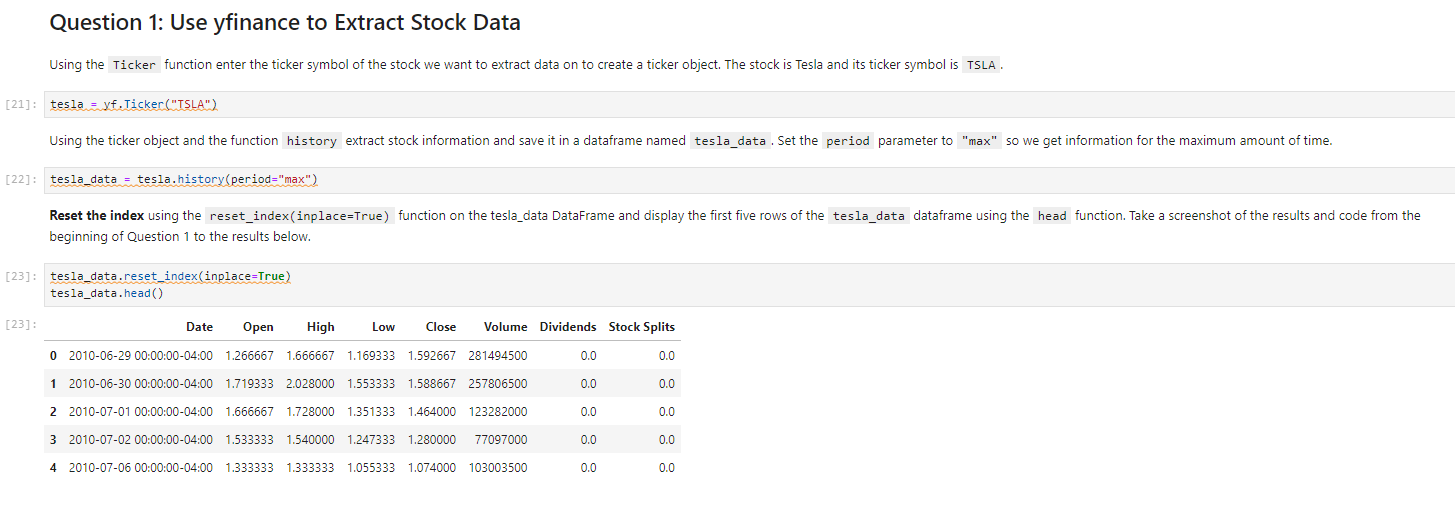 Question 1: Use yfinance to Extract Stock Data
Using the Ticker function enter the ticker symbol of the stock we want to extract data on to create a ticker object. The stock is Tesla and its ticker symbol is TSLA.
[21]: tesla = yf.Ticker("TSLA")
Using the ticker object and the function history extract stock information and save it in a dataframe named tesla_data. Set the period parameter to "max" so we get information for the maximum amount of time.
[22]: tesla_data = tesla.history(period="max")
Reset the index using the reset_index(inplace=True) function on the tesla_data DataFrame and display the first five rows of the tesla_data dataframe using the head function. Take a screenshot of the results and code from the
beginning of Question 1 to the results below.
[23]: tesla_data.reset_index(inplace=True)
tesla_data.head()
[23]: Date Open High Low Close Volume Dividends Stock Splits
0 2010-06-29 00:00:00-04:00 1.266667 1.666667 1.169333 1.592667 281494500 0.0 0.0
1 2010-06-30 00:00:00-04:00 1.719333 2.028000 1.553333 1.588667 257806500 0.0 0.0
2 2010-07-01 00:00:00-04:00 1.666667 1.728000 1.351333 1.464000 123282000 0.0 0.0
3 2010-07-02 00:00:00-04:00 1.533333 1.540000 1.247333 1.280000 77097000 0.0 0.0
4 2010-07-06 00:00:00-04:00 1.333333 1.333333 1.055333 1.074000 103003500 0.0 0.0